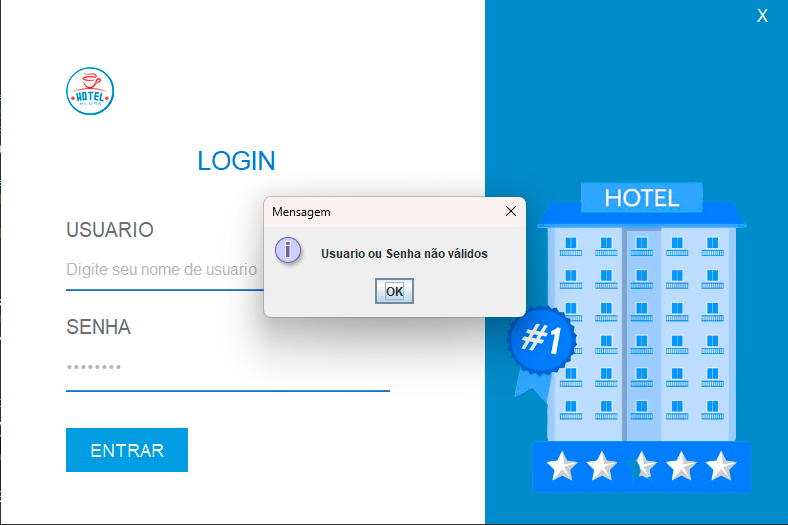 X
HOTEL
ALURA
LOGIN
HOTEL
Mensagem
USUARIO
Usuario ou Senha não válidos
Digite seu nome de usuario
OK
SENHA
#1
••••••••
ENTRAR